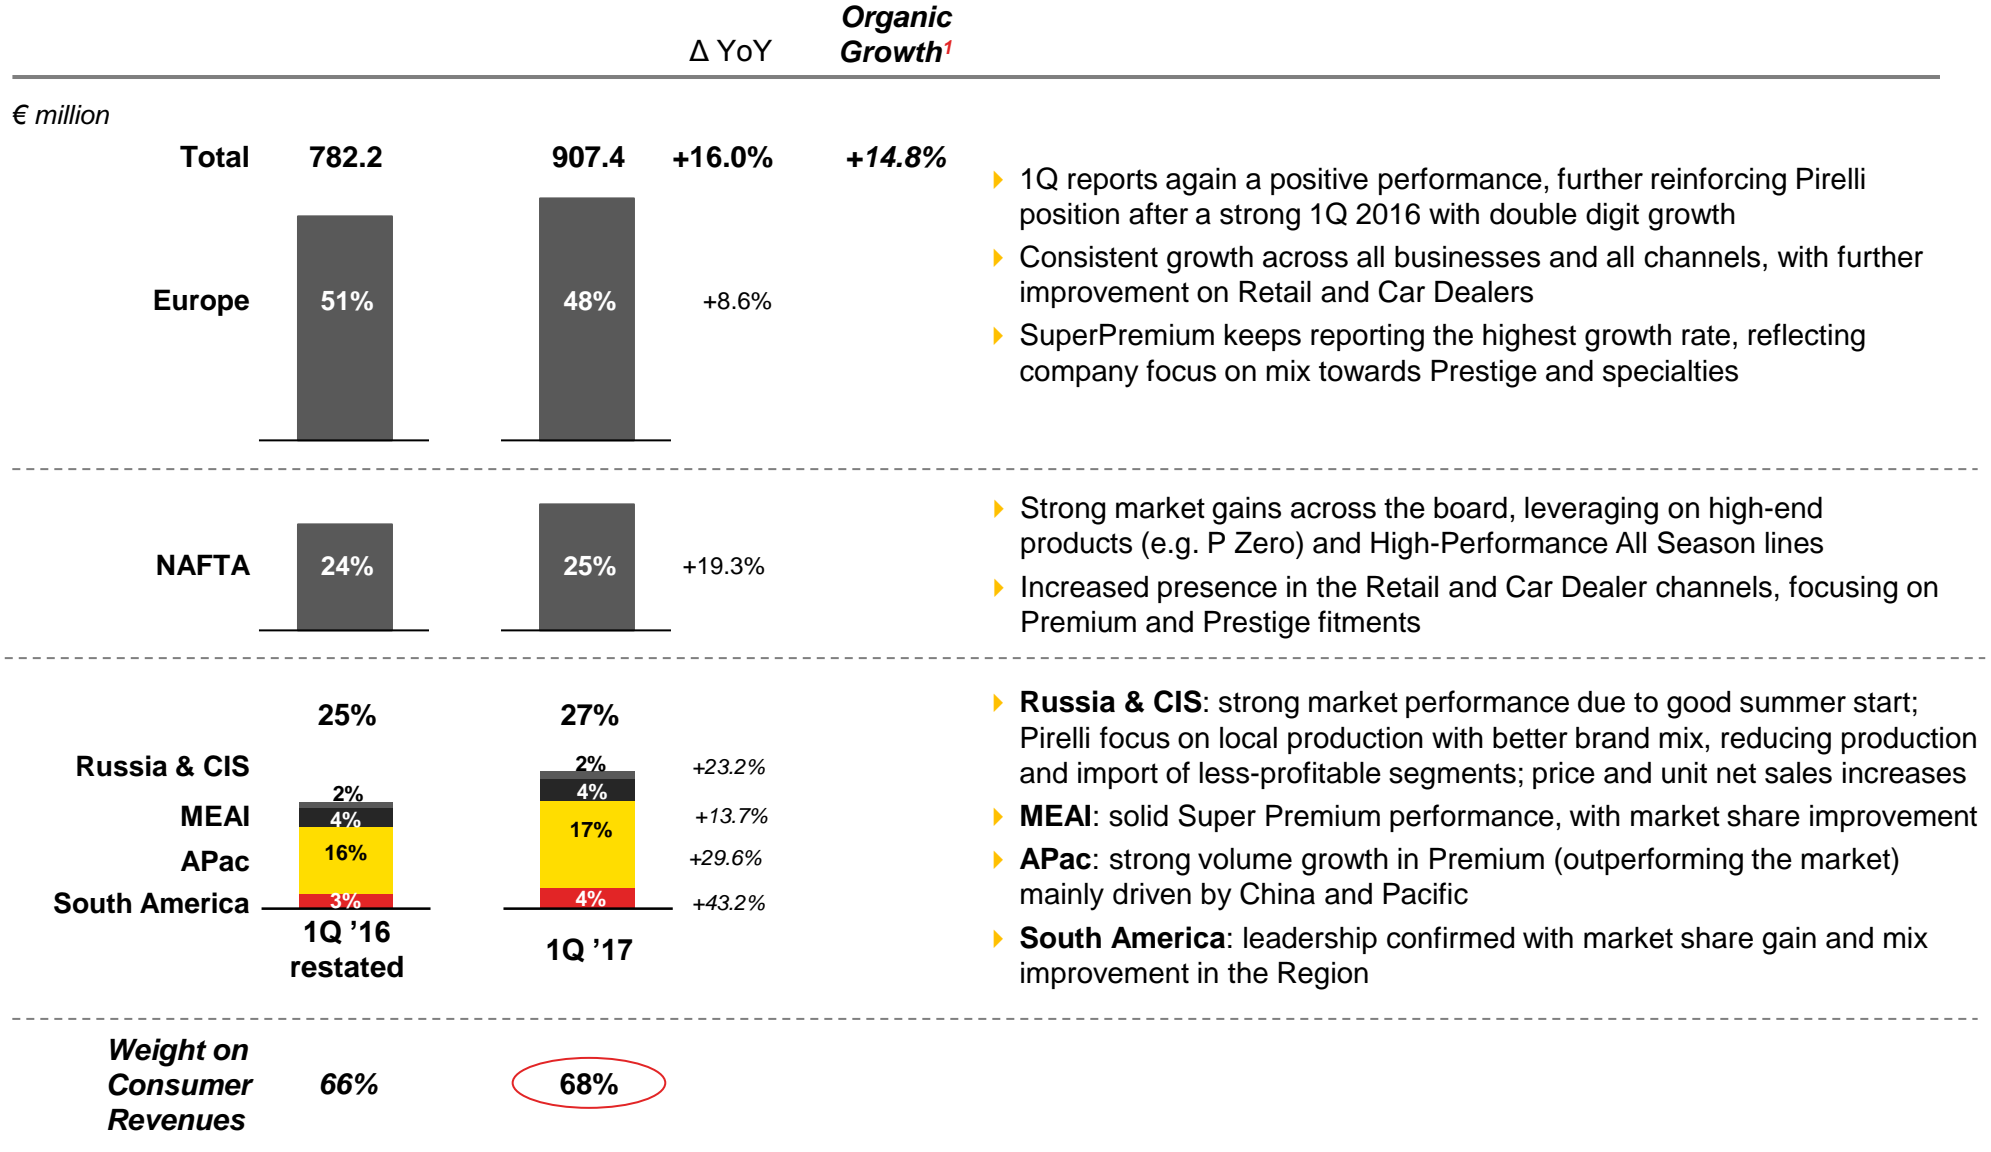 Δ YoY
Organic
Growth1
€ million
Total 782.2 907.4 +16.0% +14.8%
Europe 51% 48% +8.6%
1Q reports again a positive performance, further reinforcing Pirelli
position after a strong 1Q 2016 with double digit growth
Consistent growth across all businesses and all channels, with further
improvement on Retail and Car Dealers
SuperPremium keeps reporting the highest growth rate, reflecting
company focus on mix towards Prestige and specialties
NAFTA 24% 25% +19.3%
Strong market gains across the board, leveraging on high-end
products (e.g. P Zero) and High-Performance All Season lines
Increased presence in the Retail and Car Dealer channels, focusing on
Premium and Prestige fitments
25% 27%
Russia & CIS 2% 2% +23.2%
MEAI 4% 4% +13.7%
APac 16% 17% +29.6%
South America 3% 4% +43.2%
1Q ’16
restated
1Q ’17
Russia & CIS: strong market performance due to good summer start;
Pirelli focus on local production with better brand mix, reducing production
and import of less-profitable segments; price and unit net sales increases
MEAI: solid Super Premium performance, with market share improvement
APac: strong volume growth in Premium (outperforming the market)
mainly driven by China and Pacific
South America: leadership confirmed with market share gain and mix
improvement in the Region
Weight on
Consumer
Revenues
66% 68%